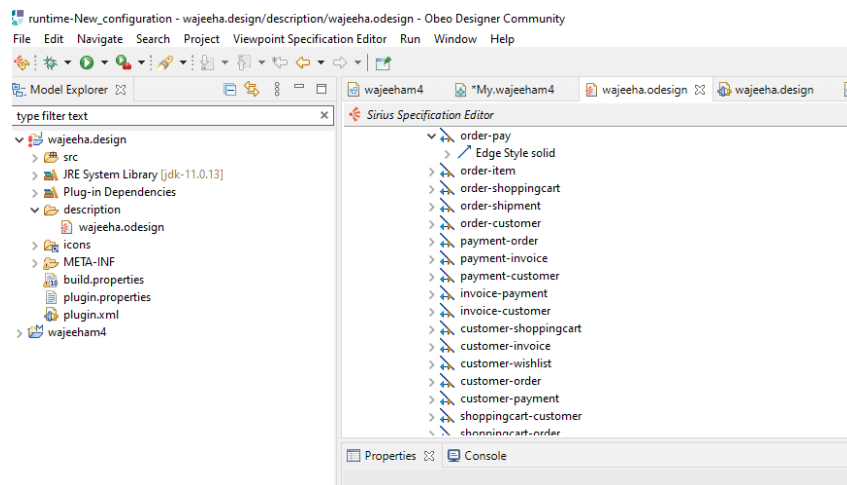 runtime-New_configuration - wajeeha.design/description/wajeeha.odesign - Obeo Designer Community
File Edit Navigate Search Project Viewpoint Specification Editor Run Window Help
Model Explorer
type filter text
wajeeha.design
src
JRE System Library [jdk-11.0.13]
Plug-in Dependencies
description
wajeeha.odesign
icons
META-INF
build.properties
plugin.properties
plugin.xml
wajeeham4
wajeeham4 *My.wajeeham4 wajeeha.odesign wajeeha.design
Sirius Specification Editor
order-pay
Edge Style solid
order-item
order-shoppingcart
order-shipment
order-customer
payment-order
payment-invoice
payment-customer
invoice-payment
invoice-customer
customer-shoppingcart
customer-invoice
customer-wishlist
customer-order
customer-payment
shoppingcart-customer
shoppingcart-order
Properties Console